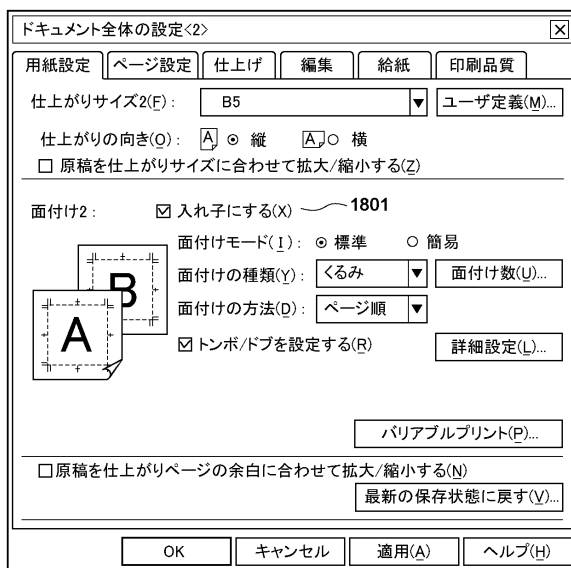 ドキュメント全体の設定<2>
用紙設定 ページ設定 仕上げ 編集 給紙 印刷品質
仕上がりサイズ2(F): B5 ユーザ定義(M)...
仕上がりの向き(O): A 縦 A 横
原稿を仕上がりサイズに合わせて拡大/縮小する(Z)
面付け2: 入れ子にする(X) 1801
面付けモード(I): 標準 簡易
面付けの種類(Y): くるみ 面付け数(U)...
面付けの方法(D): ページ順
トンボ/ドブを設定する(R) 詳細設定(L)...
B
A
バリアブルプリント(P)...
原稿を仕上がりページの余白に合わせて拡大/縮小する(N)
最新の保存状態に戻す(V)...
OK キャンセル 適用(A) ヘルプ(H)